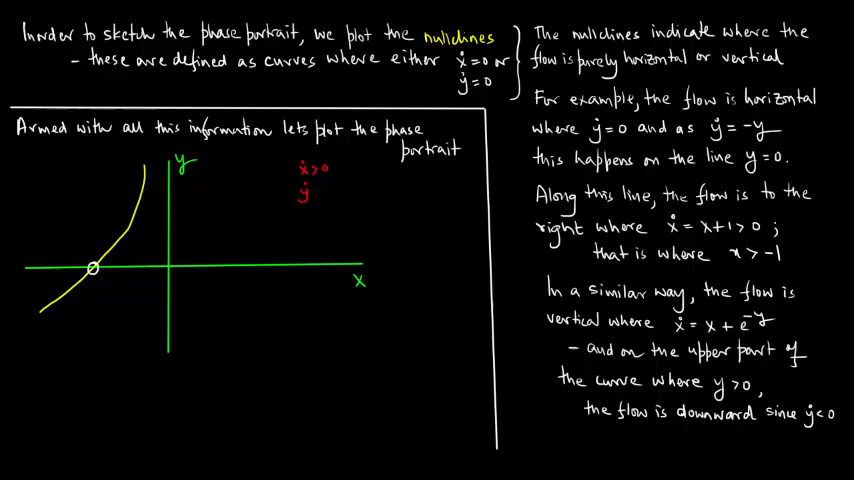 Inorder to sketch the phase portrait, we plot the nullclines
- these are defined as curves where either ẋ=0 or
ẏ=0
The nullclines indicate where the
flow is purely horizontal or vertical
For example, the flow is horizontal
where ẏ=0 and as ẏ=-y
this happens on the line y=0.
Along this line, the flow is to the
right where ẋ=x+1>0 ;
that is where x>-1
In a similar way, the flow is
vertical where ẋ=x+e^-y
- and on the upper part of
the curve where y>0,
the flow is downward since ẏ<0
Armed with all this information lets plot the phase
portrait
y
ẋ>0
ẏ
x